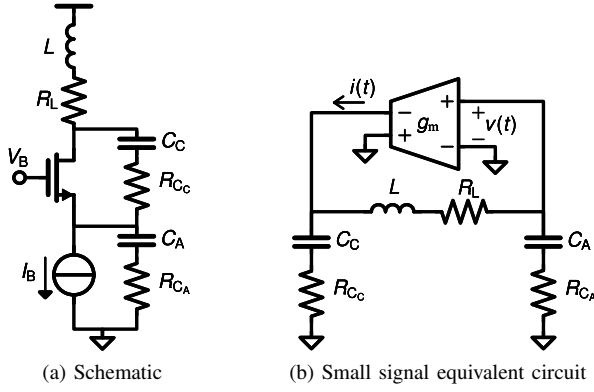 L
R_L
V_B
C_C
R_{C_C}
C_A
I_B
R_{C_A}
(a) Schematic
i(t)
−
+
g_m
+
−
+
v(t)
−
L
R_L
C_C
R_{C_C}
C_A
R_{C_A}
(b) Small signal equivalent circuit